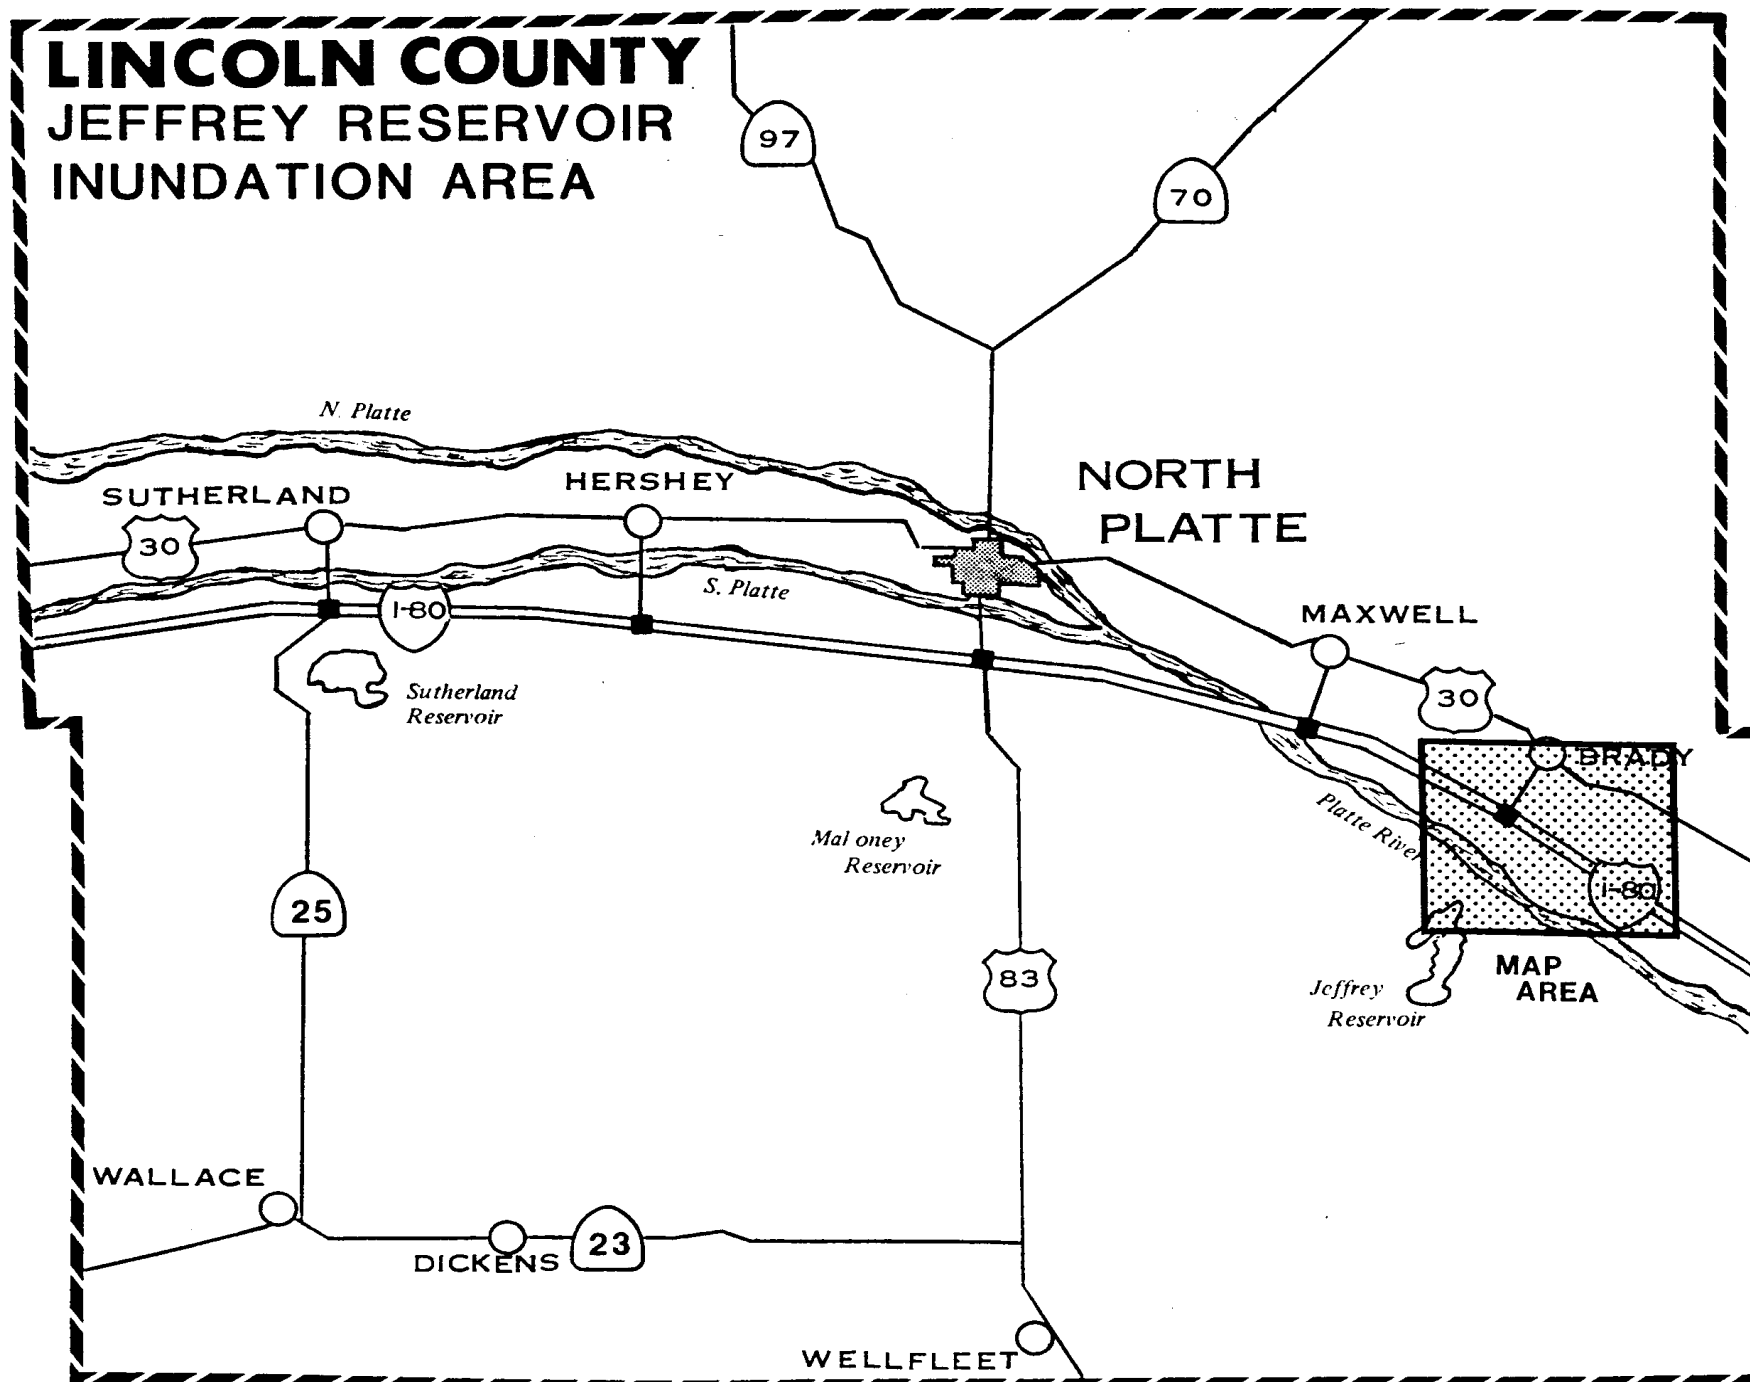 LINCOLN COUNTY
JEFFREY RESERVOIR
INUNDATION AREA
97
70
N. Platte
SUTHERLAND
HERSHEY
NORTH
PLATTE
30
S. Platte
I-80
MAXWELL
Sutherland
Reservoir
30
BRADY
Platte River
Maloney
Reservoir
I-80
25
83
MAP
AREA
Jeffrey
Reservoir
WALLACE
DICKENS
23
WELLFLEET